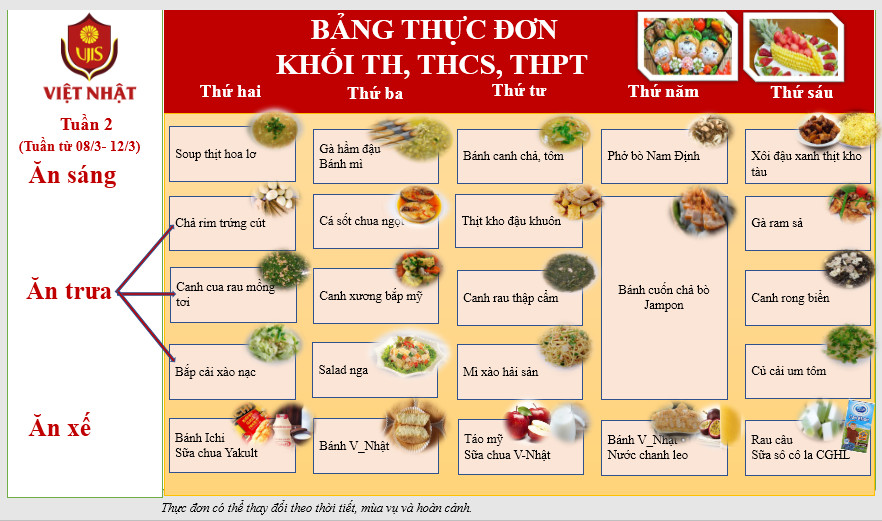 UJIS
VIỆT NHẬT
BẢNG THỰC ĐƠN
KHỐI TH, THCS, THPT
Thứ hai
Thứ ba
Thứ tư
Thứ năm
Thứ sáu
Tuần 2
(Tuần từ 08/3- 12/3)
Ăn sáng
Soup thịt hoa lơ
Gà hầm đậu
Bánh mì
Bánh canh chả, tôm
Phở bò Nam Định
Xôi đậu xanh thịt kho
tàu
Ăn trưa
Chả rim trứng cút
Cá sốt chua ngọt
Thịt kho đậu khuôn
Bánh cuốn chả bò
Jampon
Gà ram sả
Canh cua rau mồng
tơi
Canh xương bắp mỹ
Canh rau thập cẩm
Canh rong biển
Bắp cải xào nạc
Salad nga
Mì xào hải sản
Củ cải um tôm
Ăn xế
Bánh Ichi
Sữa chua Yakult
Bánh V_Nhật
Táo mỹ
Sữa chua V-Nhật
Bánh V_Nhật
Nước chanh leo
Rau câu
Sữa sô cô la CGHL
Thực đơn có thể thay đổi theo thời tiết, mùa vụ và hoàn cảnh.